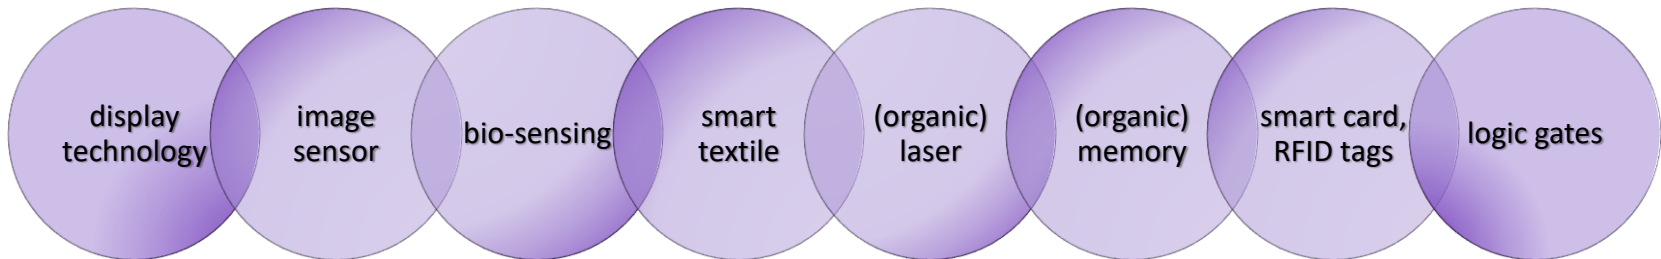 display
technology
image
sensor
bio-sensing
smart
textile
(organic)
laser
(organic)
memory
smart card,
RFID tags
logic gates